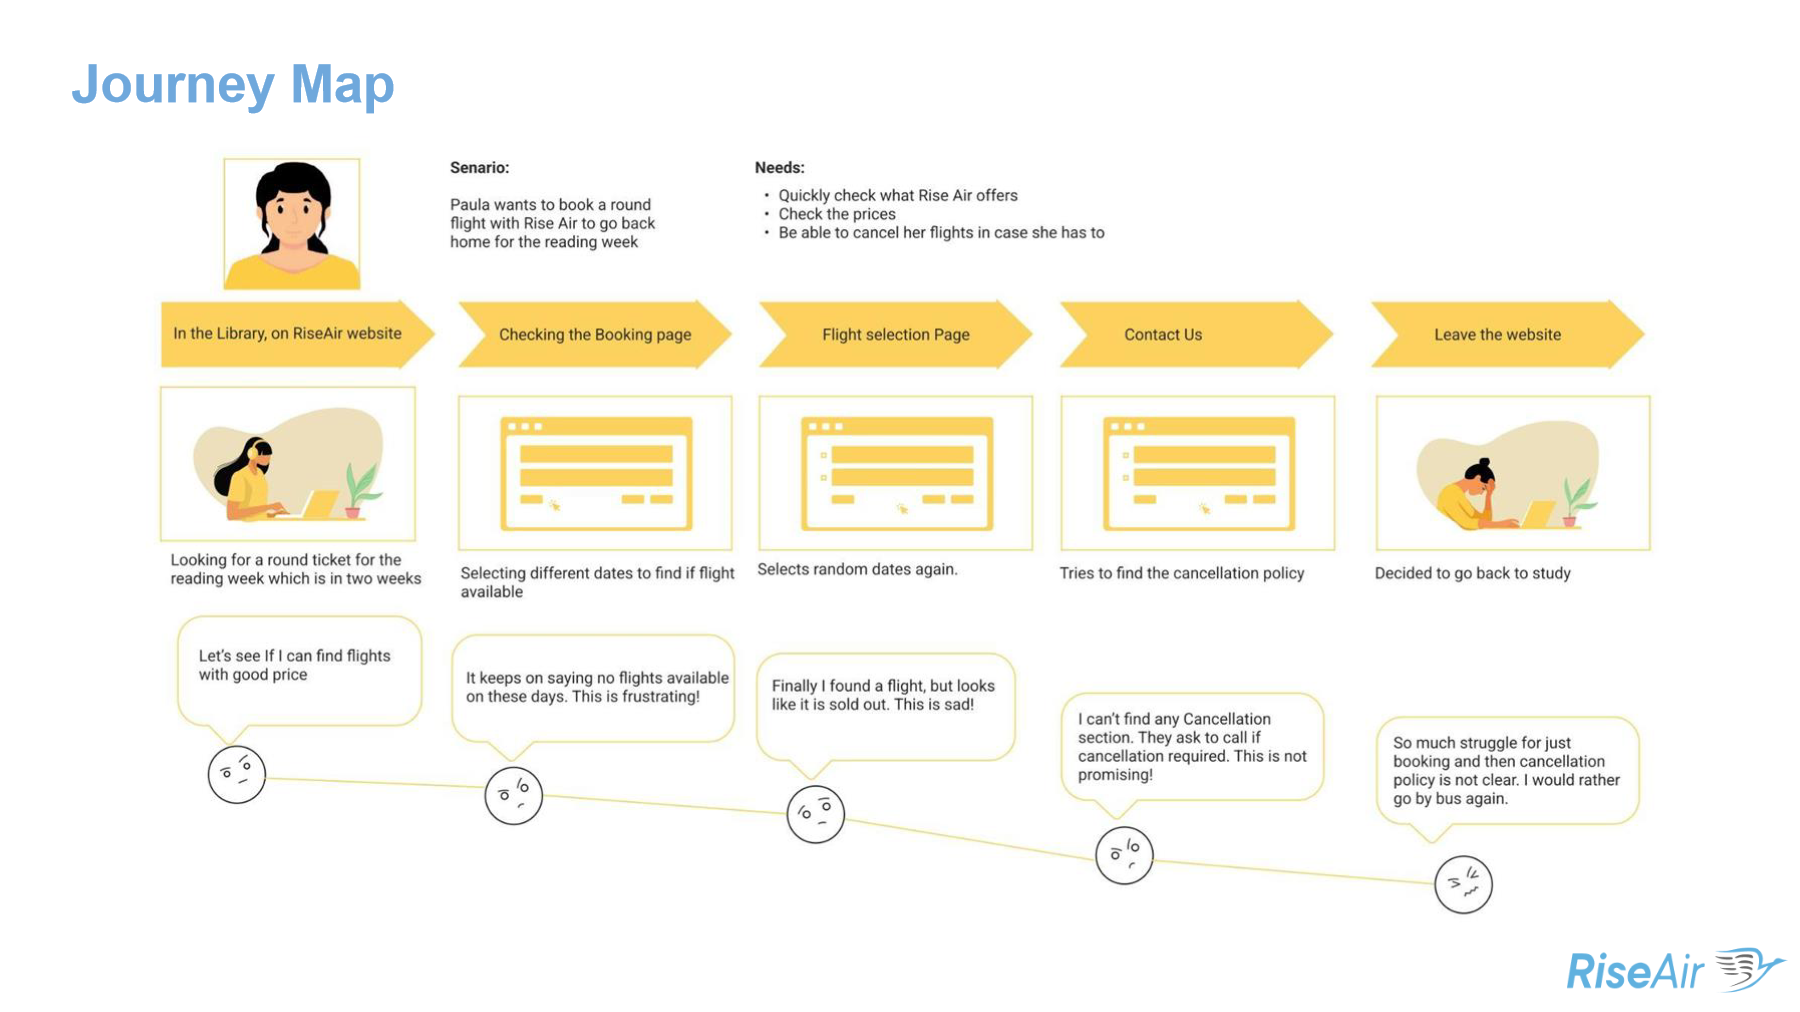 Journey Map
Senario:
Paula wants to book a round
flight with Rise Air to go back
home for the reading week
Needs:
• Quickly check what Rise Air offers
• Check the prices
• Be able to cancel her flights in case she has to
In the Library, on RiseAir website
Checking the Booking page
Flight selection Page
Contact Us
Leave the website
Looking for a round ticket for the
reading week which is in two weeks
Selecting different dates to find if flight
available
Selects random dates again.
Tries to find the cancellation policy
Decided to go back to study
Let's see If I can find flights
with good price
It keeps on saying no flights available
on these days. This is frustrating!
Finally I found a flight, but looks
like it is sold out. This is sad!
I can't find any Cancellation
section. They ask to call if
cancellation required. This is not
promising!
So much struggle for just
booking and then cancellation
policy is not clear. I would rather
go by bus again.
RiseAir